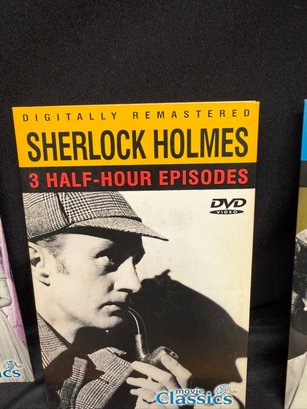 DIGITALLY REMASTERED
SHERLOCK HOLMES
3 HALF-HOUR EPISODES
DVD
VIDEO
movie
Classics